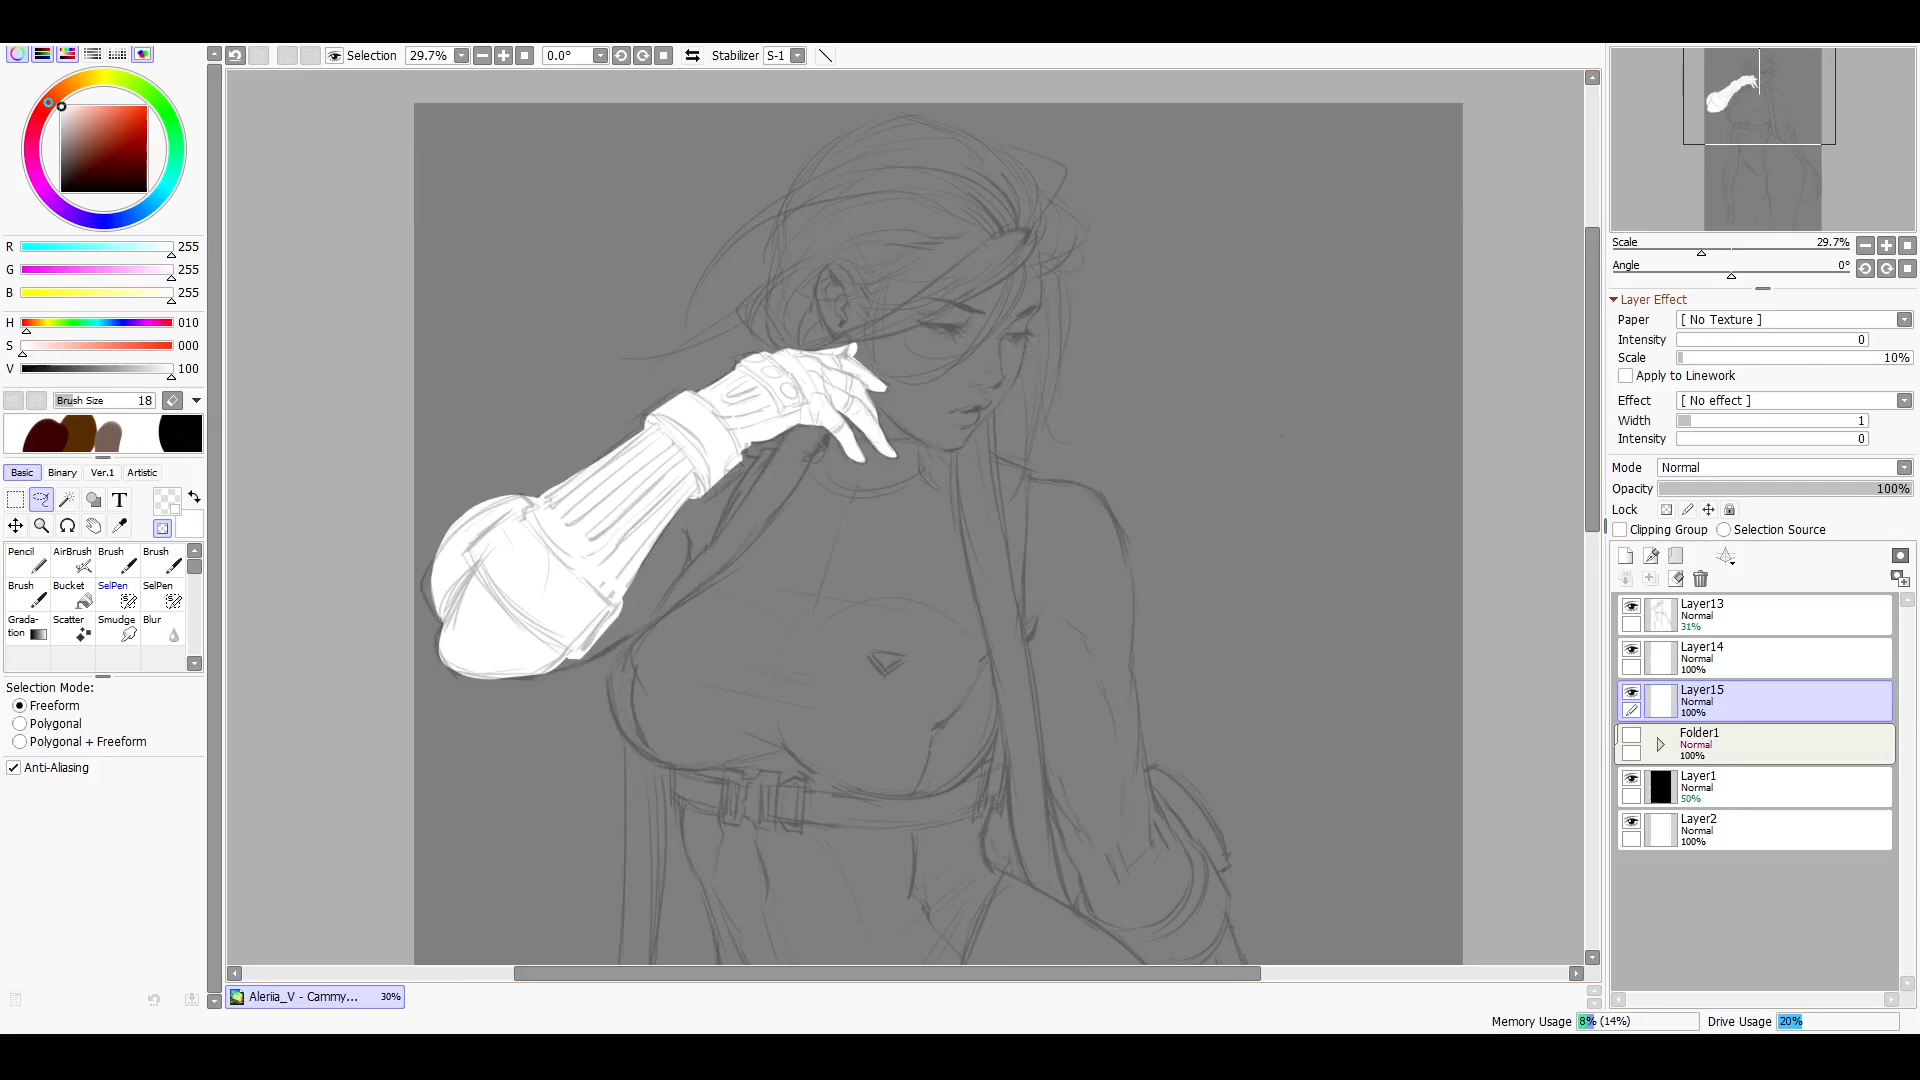 Selection 29.7% 0.0° Stabilizer S-1
R 255
G 255
B 255
H 010
S 000
V 100
Brush Size 18
Basic Binary Ver.1 Artistic
T
Pencil AirBrush Brush Brush
Brush Bucket SelPen SelPen
Grada-
tion Scatter Smudge Blur
Selection Mode:
Freeform
Polygonal
Polygonal + Freeform
Anti-Aliasing
Aleriia_V - Cammy... 30%
Scale 29.7%
Angle 0°
Layer Effect
Paper [ No Texture ]
Intensity 0
Scale 10%
Apply to Linework
Effect [ No effect ]
Width 1
Intensity 0
Mode Normal
Opacity 100%
Lock
Clipping Group Selection Source
Layer13
Normal
31%
Layer14
Normal
100%
Layer15
Normal
100%
Folder1
Normal
100%
Layer1
Normal
50%
Layer2
Normal
100%
Memory Usage 8% (14%) Drive Usage 20%